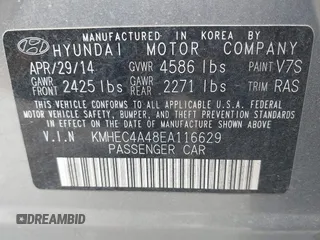 MANUFACTURED IN KOREA BY
HYUNDAI MOTOR COMPANY
APR/29/14 GVWR 4586 lbs PAINT V7S
GAWR FRONT 2425 lbs GAWR REAR 2271 lbs TRIM RAS
THIS VEHICLE CONFORMS TO ALL APPLICABLE U.S.A. FEDERAL
MOTOR VEHICLE SAFETY, BUMPER, AND THEFT PREVENTION
STANDARDS IN EFFECT ON THE DATE OF MANUFACTURE
SHOWN ABOVE.
V.I.N KMHEC4A48EA116629
PASSENGER CAR
DREAMBID